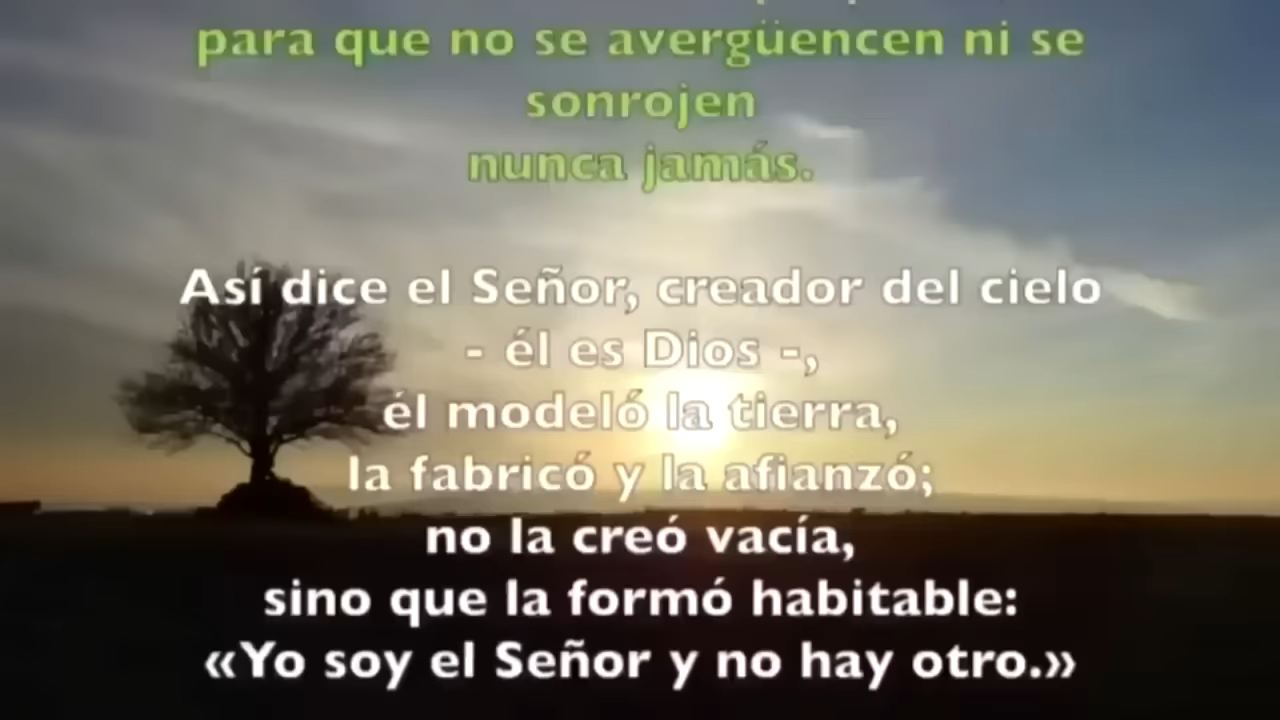 para que no se avergüencen ni se
sonrojen
nunca jamás.
Así dice el Señor, creador del cielo
- él es Dios -,
él modeló la tierra,
la fabricó y la afianzó;
no la creó vacía,
sino que la formó habitable:
«Yo soy el Señor y no hay otro.»